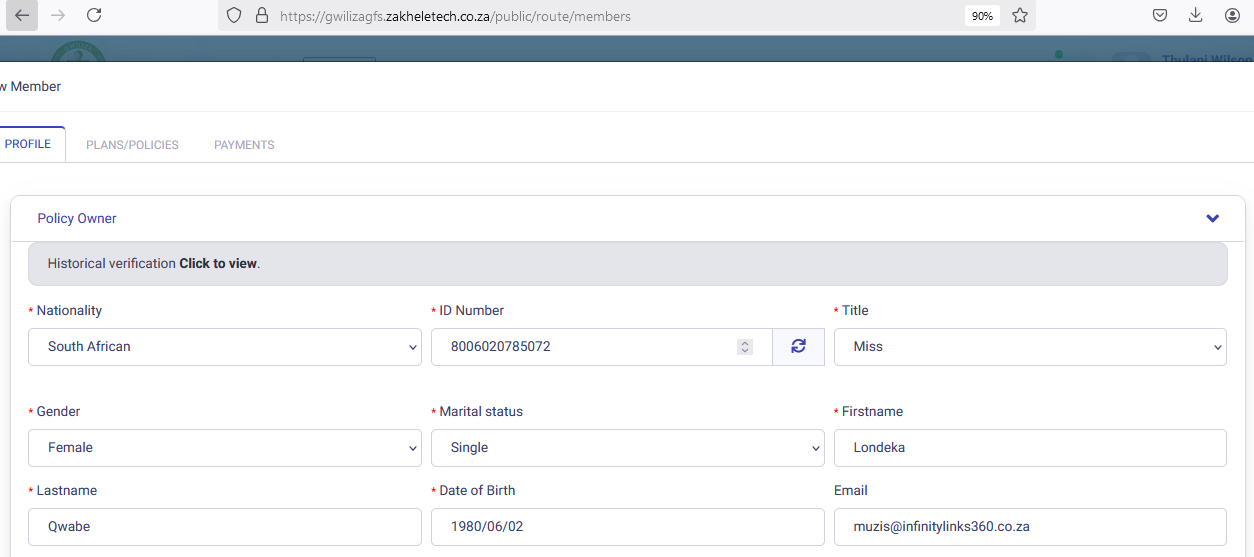 https://gwilizagfs.zakheletech.co.za/public/route/members
90%
Thulani Wilson
w Member
PROFILE
PLANS/POLICIES
PAYMENTS
Policy Owner
Historical verification Click to view.
* Nationality
* ID Number
* Title
South African
8006020785072
Miss
* Gender
* Marital status
* Firstname
Female
Single
Londeka
* Lastname
* Date of Birth
Email
Qwabe
1980/06/02
muzis@infinitylinks360.co.za